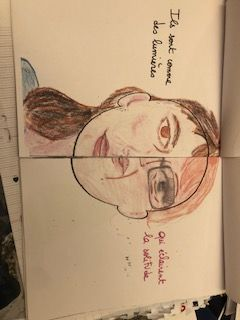 Ils sont comme
des lumières
qui éclairent
la solitude